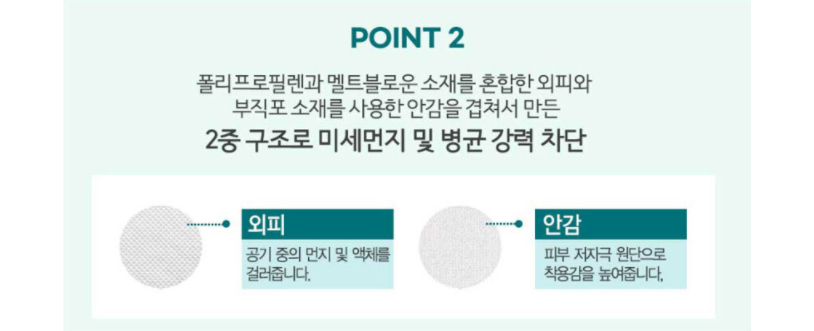 POINT 2
폴리프로필렌과 멜트블로운 소재를 혼합한 외피와
부직포 소재를 사용한 안감을 겹쳐서 만든
2중 구조로 미세먼지 및 병균 강력 차단
외피
공기 중의 먼지 및 액체를
걸러줍니다.
안감
피부 저자극 원단으로
착용감을 높여줍니다.